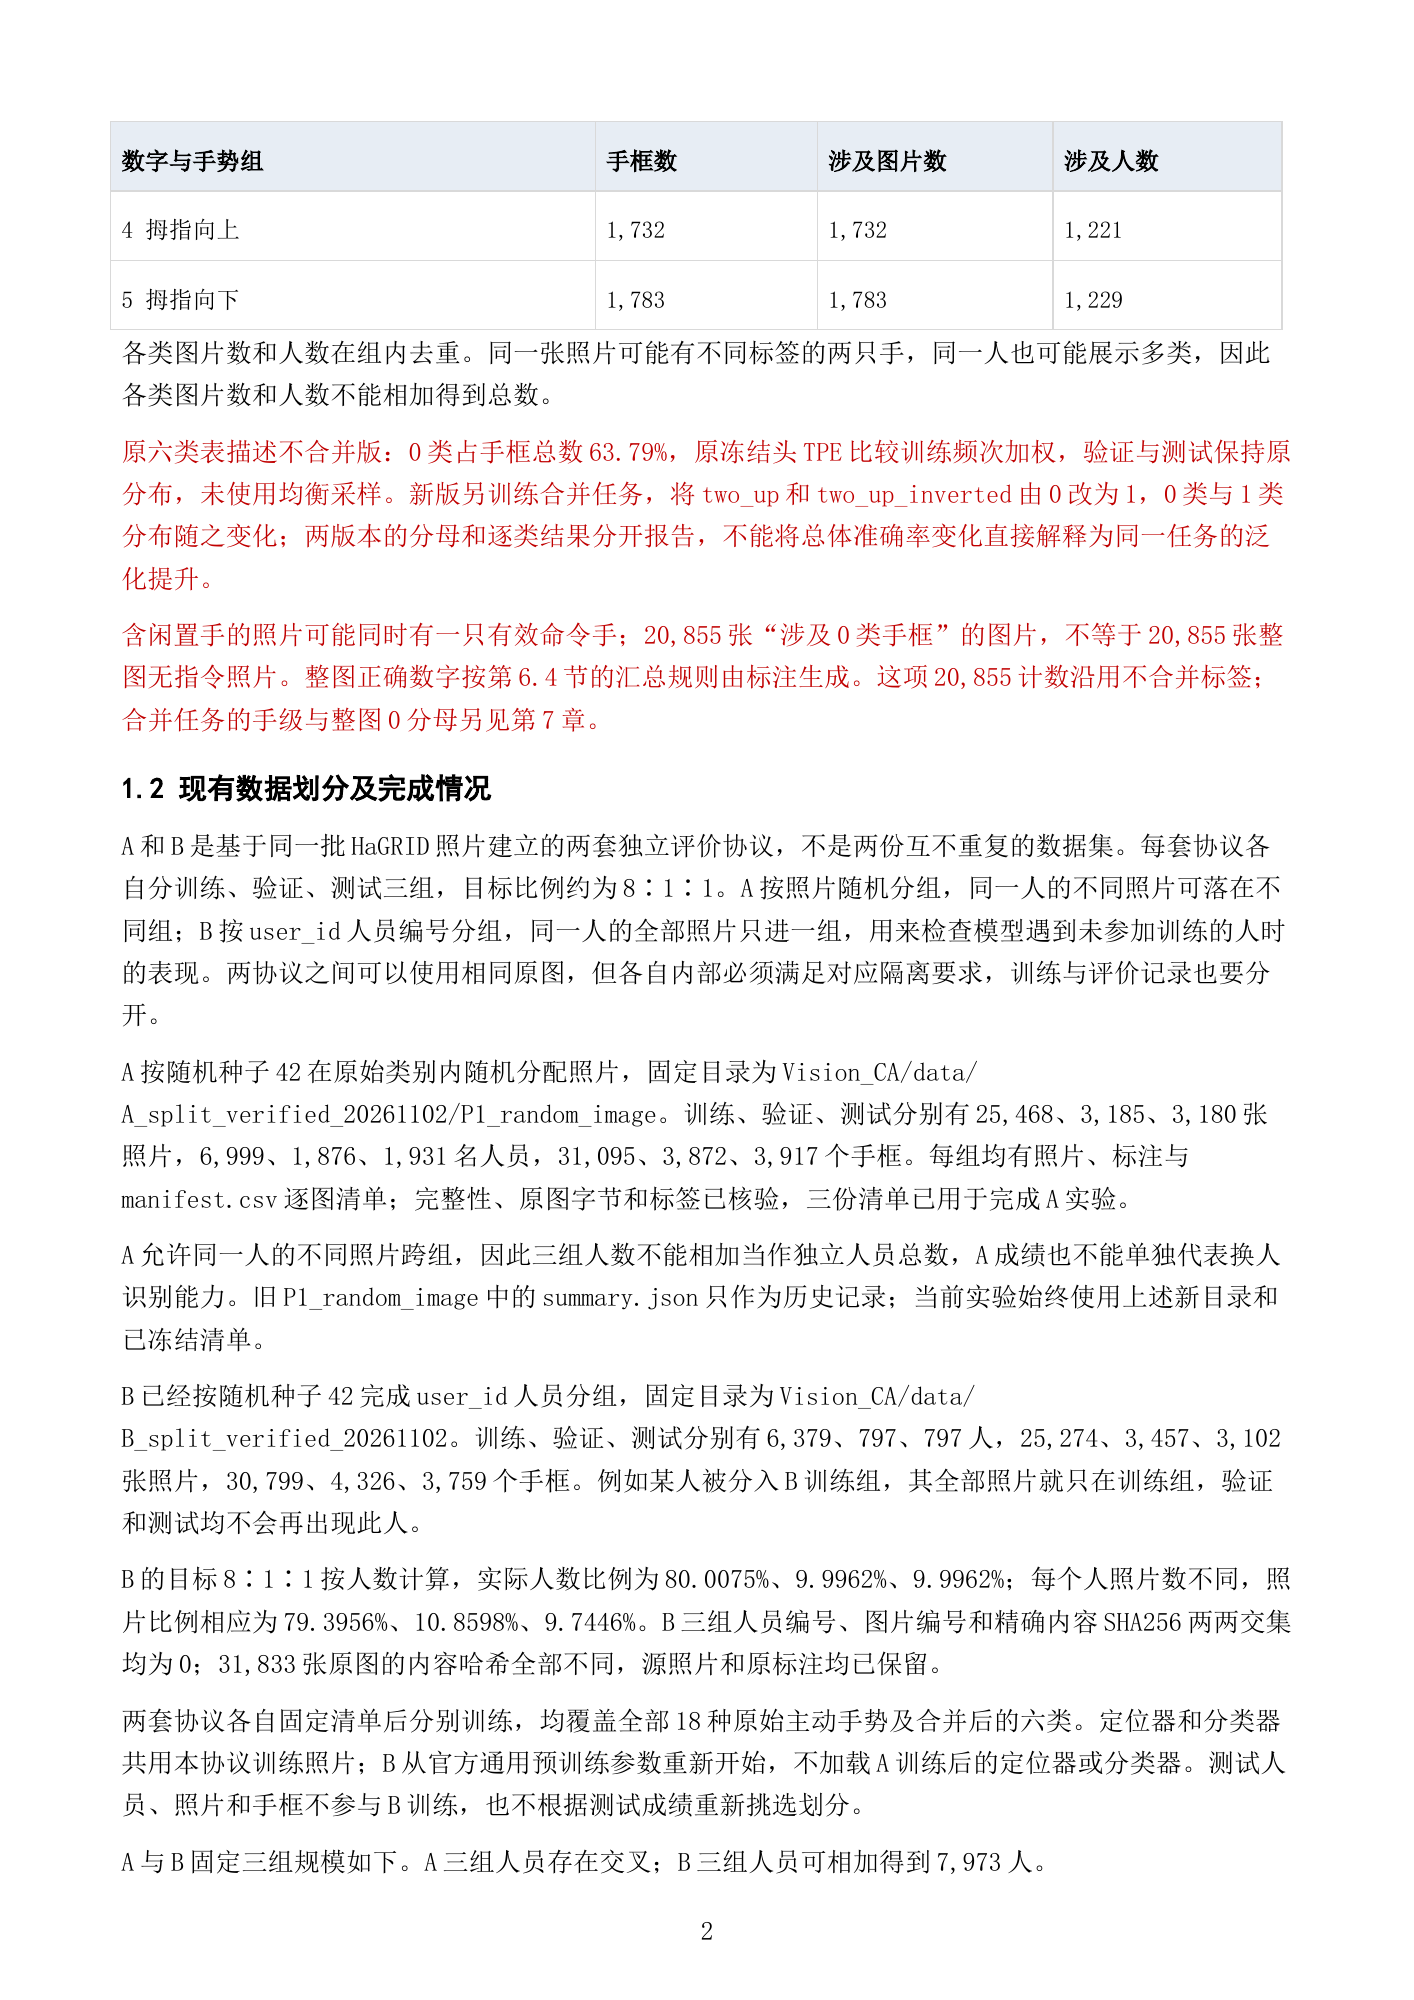 数字与手势组 手框数 涉及图片数 涉及人数
4 拇指向上 1,732 1,732 1,221
5 拇指向下 1,783 1,783 1,229
各类图片数和人数在组内去重。同一张照片可能有不同标签的两只手，同一人也可能展示多类，因此
各类图片数和人数不能相加得到总数。
原六类表描述不合并版：0 类占手框总数 63.79%，原冻结头 TPE 比较训练频次加权，验证与测试保持原
分布，未使用均衡采样。新版另训练合并任务，将 two_up 和 two_up_inverted 由 0 改为 1，0 类与 1 类
分布随之变化；两版本的分母和逐类结果分开报告，不能将总体准确率变化直接解释为同一任务的泛
化提升。
含闲置手的照片可能同时有一只有效命令手；20,855 张“涉及 0 类手框”的图片，不等于 20,855 张整
图无指令照片。整图正确数字按第 6.4 节的汇总规则由标注生成。这项 20,855 计数沿用不合并标签；
合并任务的手级与整图 0 分母另见第 7 章。
1.2 现有数据划分及完成情况
A 和 B 是基于同一批 HaGRID 照片建立的两套独立评价协议，不是两份互不重复的数据集。每套协议各
自分训练、验证、测试三组，目标比例约为 8∶1∶1。A 按照片随机分组，同一人的不同照片可落在不
同组；B 按 user_id 人员编号分组，同一人的全部照片只进一组，用来检查模型遇到未参加训练的人时
的表现。两协议之间可以使用相同原图，但各自内部必须满足对应隔离要求，训练与评价记录也要分
开。
A 按随机种子 42 在原始类别内随机分配照片，固定目录为 Vision_CA/data/
A_split_verified_20261102/P1_random_image。训练、验证、测试分别有 25,468、3,185、3,180 张
照片，6,999、1,876、1,931 名人员，31,095、3,872、3,917 个手框。每组均有照片、标注与
manifest.csv 逐图清单；完整性、原图字节和标签已核验，三份清单已用于完成 A 实验。
A 允许同一人的不同照片跨组，因此三组人数不能相加当作独立人员总数，A 成绩也不能单独代表换人
识别能力。旧 P1_random_image 中的 summary.json 只作为历史记录；当前实验始终使用上述新目录和
已冻结清单。
B 已经按随机种子 42 完成 user_id 人员分组，固定目录为 Vision_CA/data/
B_split_verified_20261102。训练、验证、测试分别有 6,379、797、797 人，25,274、3,457、3,102
张照片，30,799、4,326、3,759 个手框。例如某人被分入 B 训练组，其全部照片就只在训练组，验证
和测试均不会再出现此人。
B 的目标 8∶1∶1 按人数计算，实际人数比例为 80.0075%、9.9962%、9.9962%；每个人照片数不同，照
片比例相应为 79.3956%、10.8598%、9.7446%。B 三组人员编号、图片编号和精确内容 SHA256 两两交集
均为 0；31,833 张原图的内容哈希全部不同，源照片和原标注均已保留。
两套协议各自固定清单后分别训练，均覆盖全部 18 种原始主动手势及合并后的六类。定位器和分类器
共用本协议训练照片；B 从官方通用预训练参数重新开始，不加载 A 训练后的定位器或分类器。测试人
员、照片和手框不参与 B 训练，也不根据测试成绩重新挑选划分。
A 与 B 固定三组规模如下。A 三组人员存在交叉；B 三组人员可相加得到 7,973 人。
2